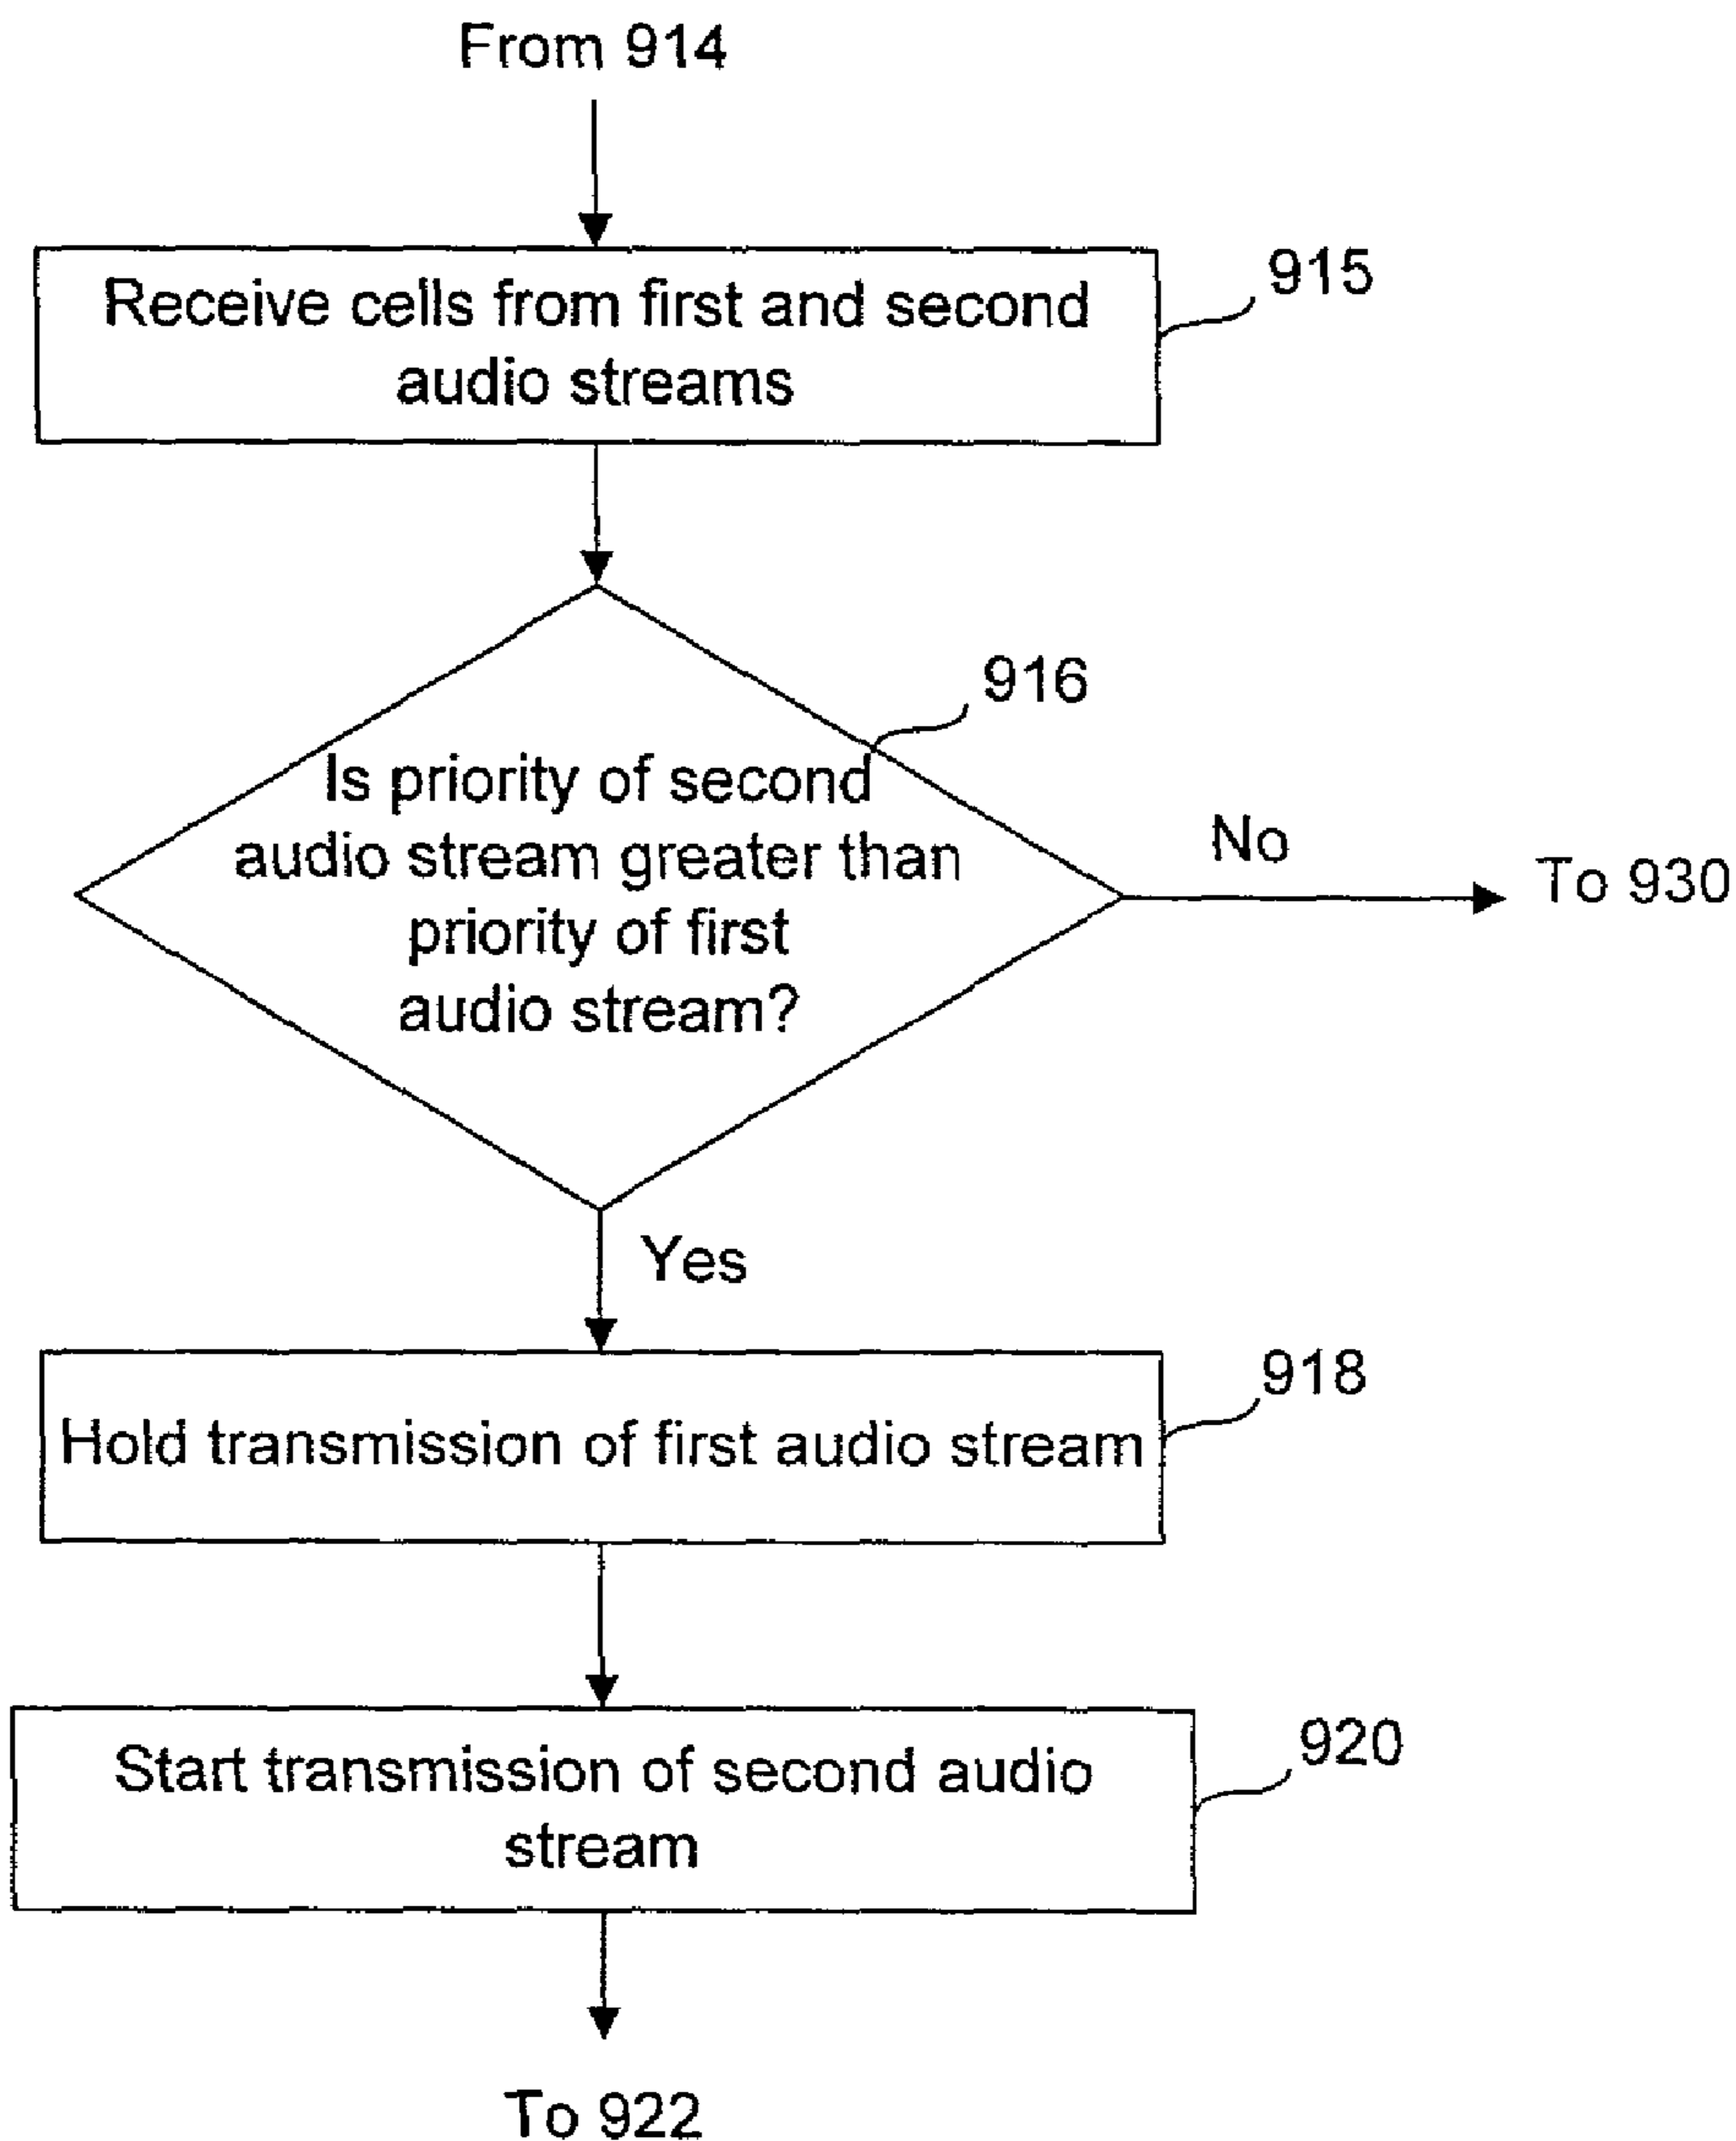 From 914
Receive cells from first and second
audio streams
915
916
Is priority of second
audio stream greater than
priority of first
audio stream?
No
To 930
Yes
918
Hold transmission of first audio stream
920
Start transmission of second audio
stream
To 922